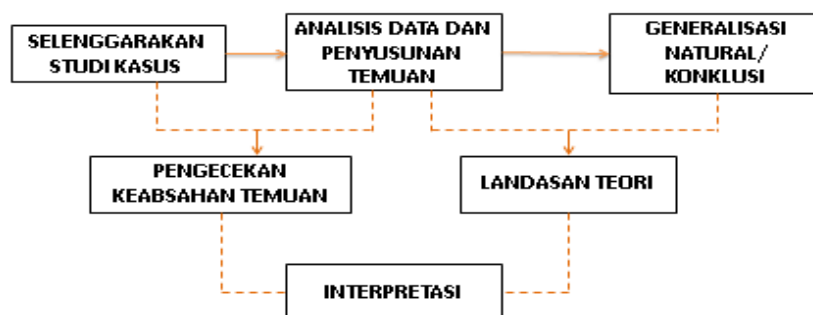 SELENGGARAKAN
STUDI KASUS
ANALISIS DATA DAN
PENYUSUNAN
TEMUAN
GENERALISASI
NATURAL/
KONKLUSI
PENGECEKAN
KEABSAHAN TEMUAN
LANDASAN TEORI
INTERPRETASI